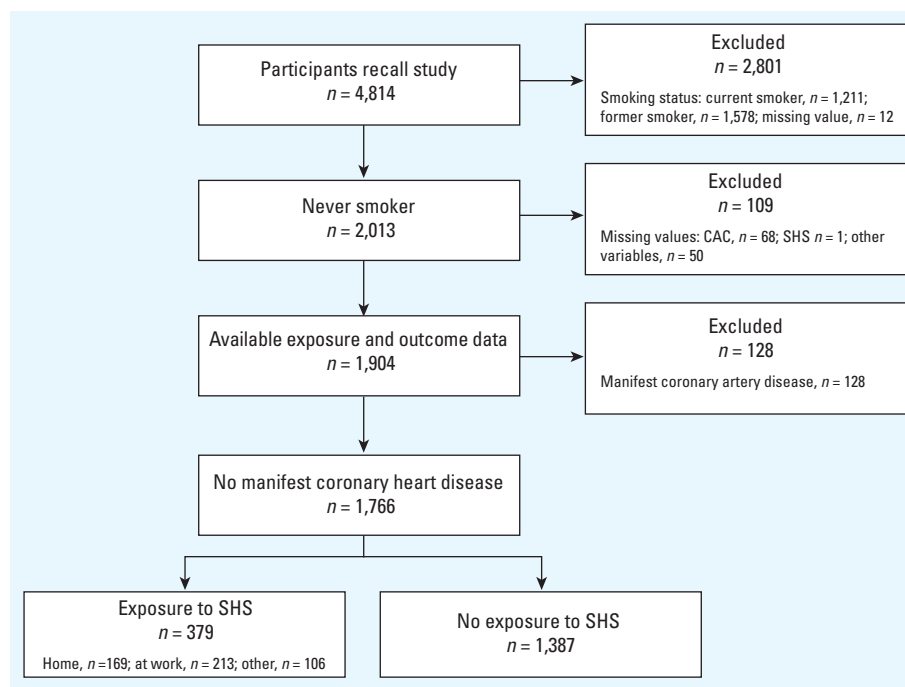 Participants recall study
n = 4,814
Excluded
n = 2,801
Smoking status: current smoker, n = 1,211;
former smoker, n = 1,578; missing value, n = 12
Never smoker
n = 2,013
Excluded
n = 109
Missing values: CAC, n = 68; SHS n = 1; other
variables, n = 50
Available exposure and outcome data
n = 1,904
Excluded
n = 128
Manifest coronary artery disease, n = 128
No manifest coronary heart disease
n = 1,766
Exposure to SHS
n = 379
Home, n =169; at work, n = 213; other, n = 106
No exposure to SHS
n = 1,387